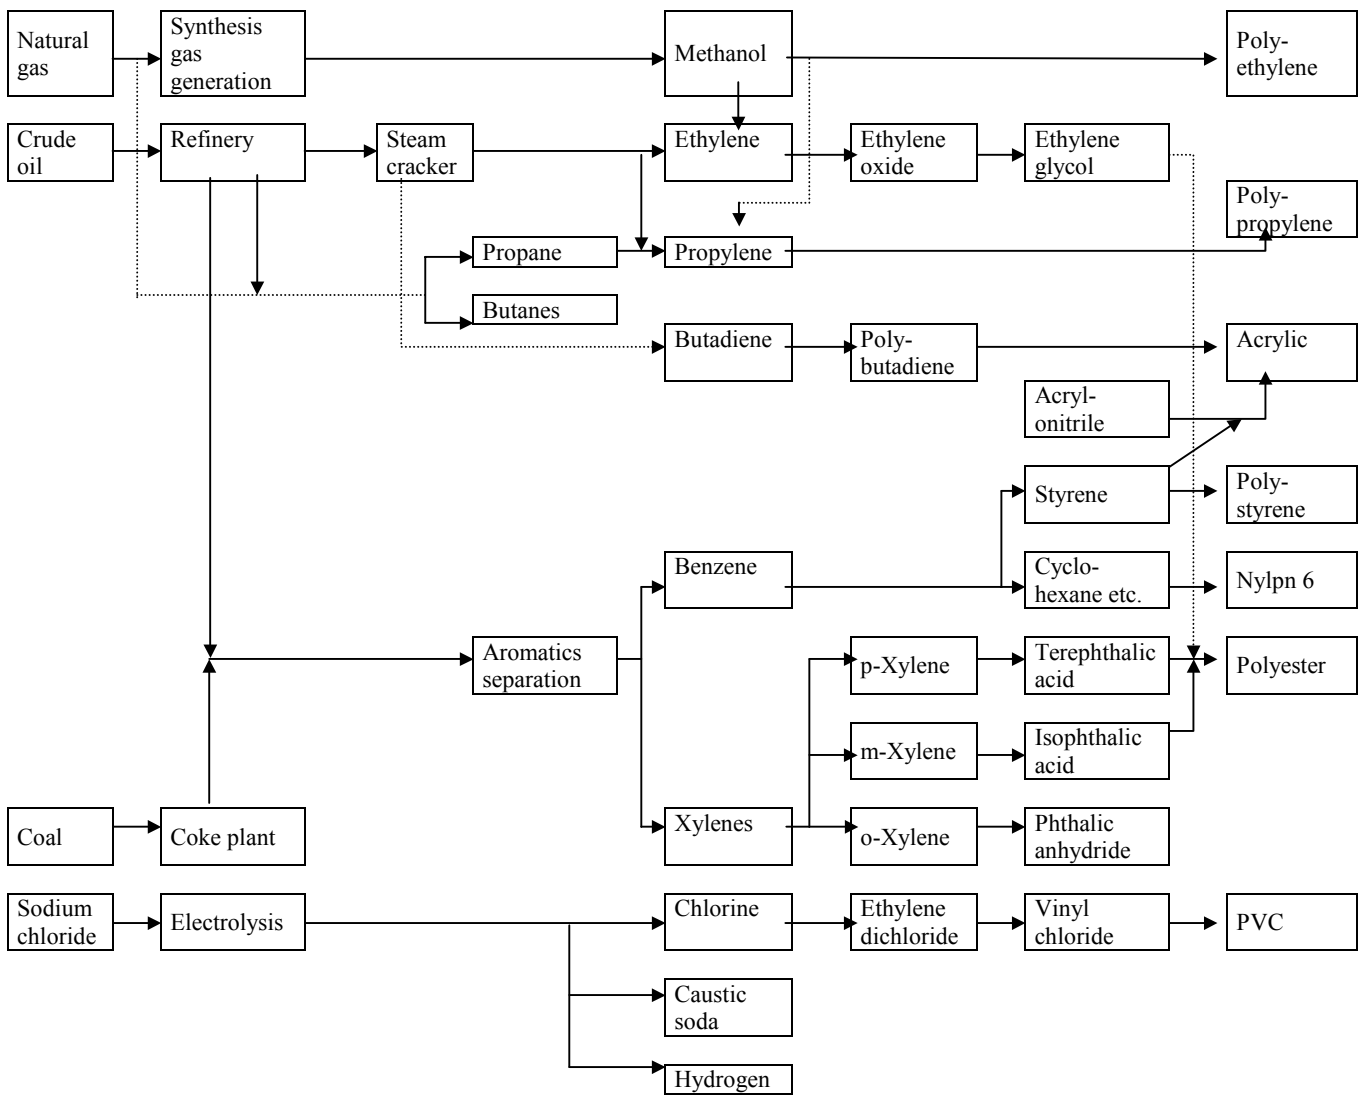 Natural
gas
Synthesis
gas
generation
Methanol
Poly-
ethylene
Crude
oil
Refinery
Steam
cracker
Ethylene
Ethylene
oxide
Ethylene
glycol
Poly-
propylene
Propane
Propylene
Butanes
Butadiene
Poly-
butadiene
Acrylic
Acryl-
onitrile
Styrene
Poly-
styrene
Benzene
Cyclo-
hexane etc.
Nylpn 6
Aromatics
separation
p-Xylene
Terephthalic
acid
Polyester
m-Xylene
Isophthalic
acid
Coal
Coke plant
Xylenes
o-Xylene
Phthalic
anhydride
Sodium
chloride
Electrolysis
Chlorine
Ethylene
dichloride
Vinyl
chloride
PVC
Caustic
soda
Hydrogen